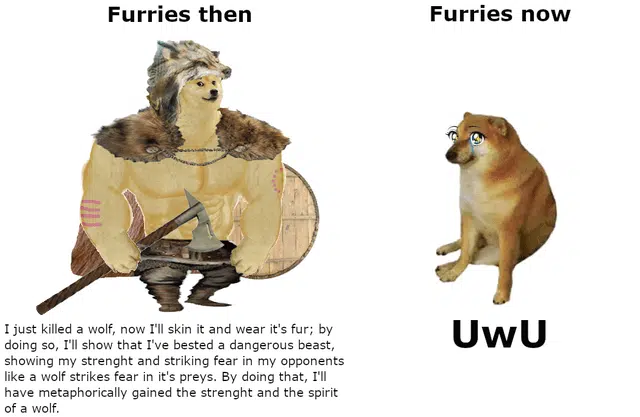 Furries then
Furries now
I just killed a wolf, now I'll skin it and wear it's fur; by
doing so, I'll show that I've bested a dangerous beast,
showing my strenght and striking fear in my opponents
like a wolf strikes fear in it's preys. By doing that, I'll
have metaphorically gained the strenght and the spirit
of a wolf.
UwU